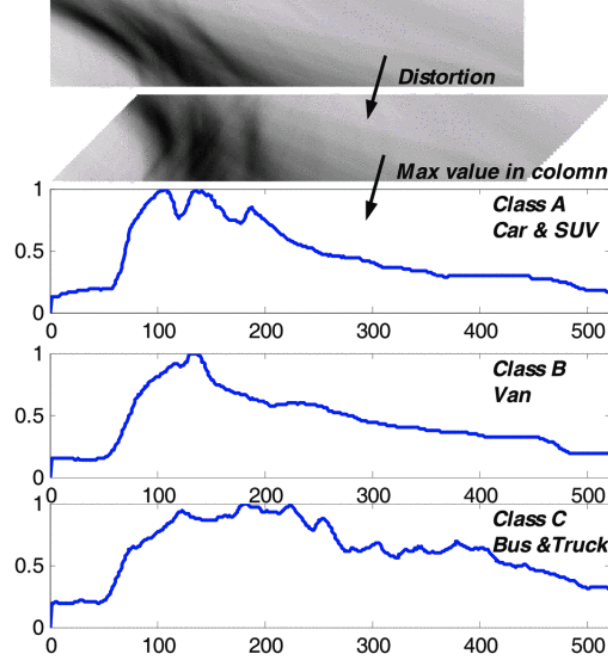 Distortion
Max value in colomn
1
Class A
Car & SUV
0.5
0
0 100 200 300 400 500
1
Class B
Van
0.5
0
0 100 200 300 400 500
1
Class C
Bus &Truck
0.5
0
0 100 200 300 400 500